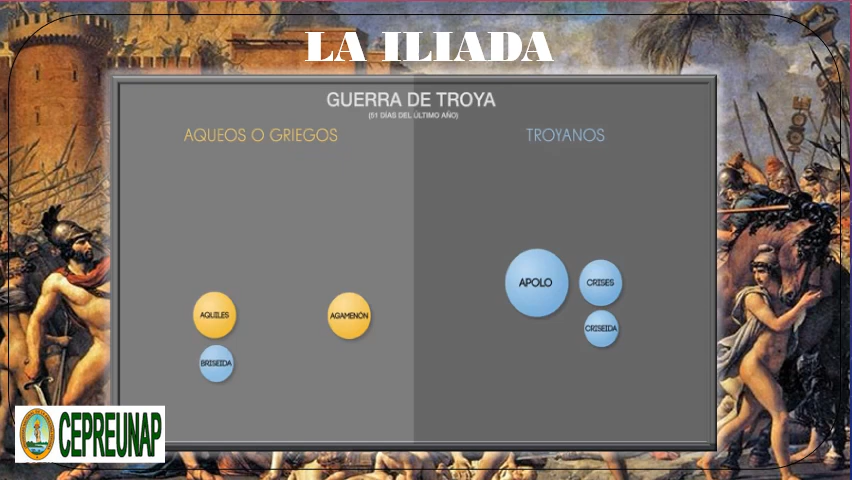 LA ILIADA
GUERRA DE TROYA
(51 DÍAS DEL ÚLTIMO AÑO)
AQUEOS O GRIEGOS
TROYANOS
APOLO
CRISES
CRISEIDA
AQUILES
AGAMENÓN
BRISEIDA
CEPREUNAP